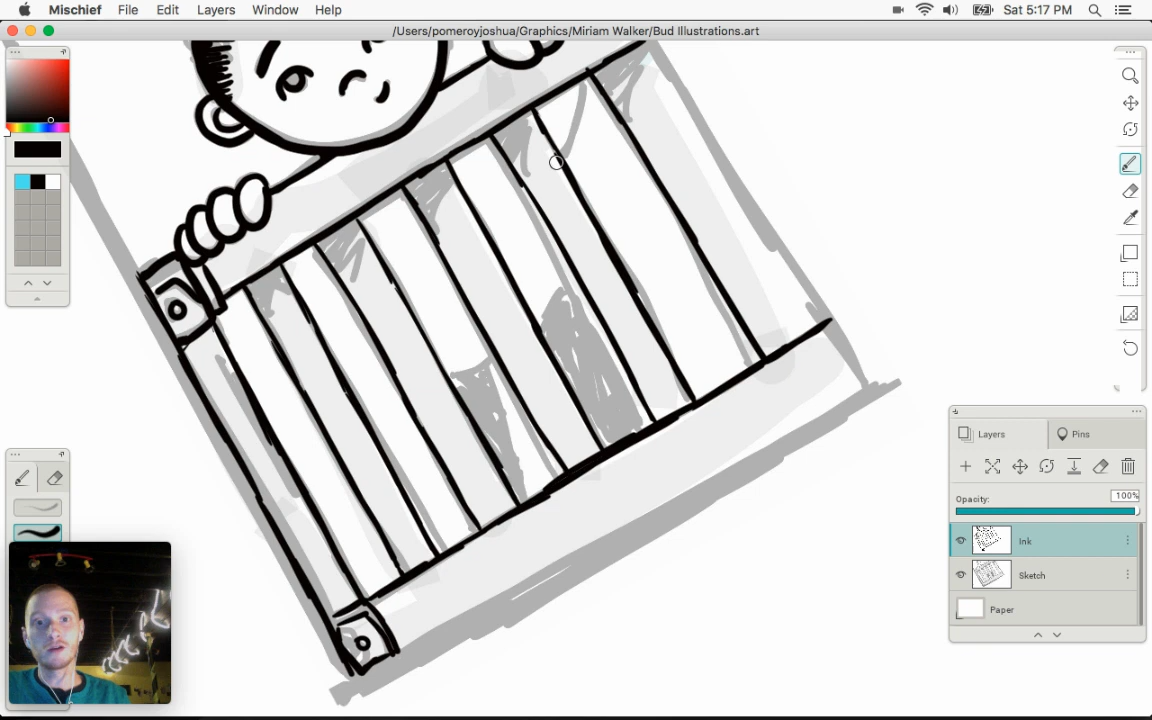 Mischief File Edit Layers Window Help Sat 5:17 PM
/Users/pomeroyjoshua/Graphics/Miriam Walker/Bud Illustrations.art
Layers Pins
Opacity: 100%
Ink
Sketch
Paper